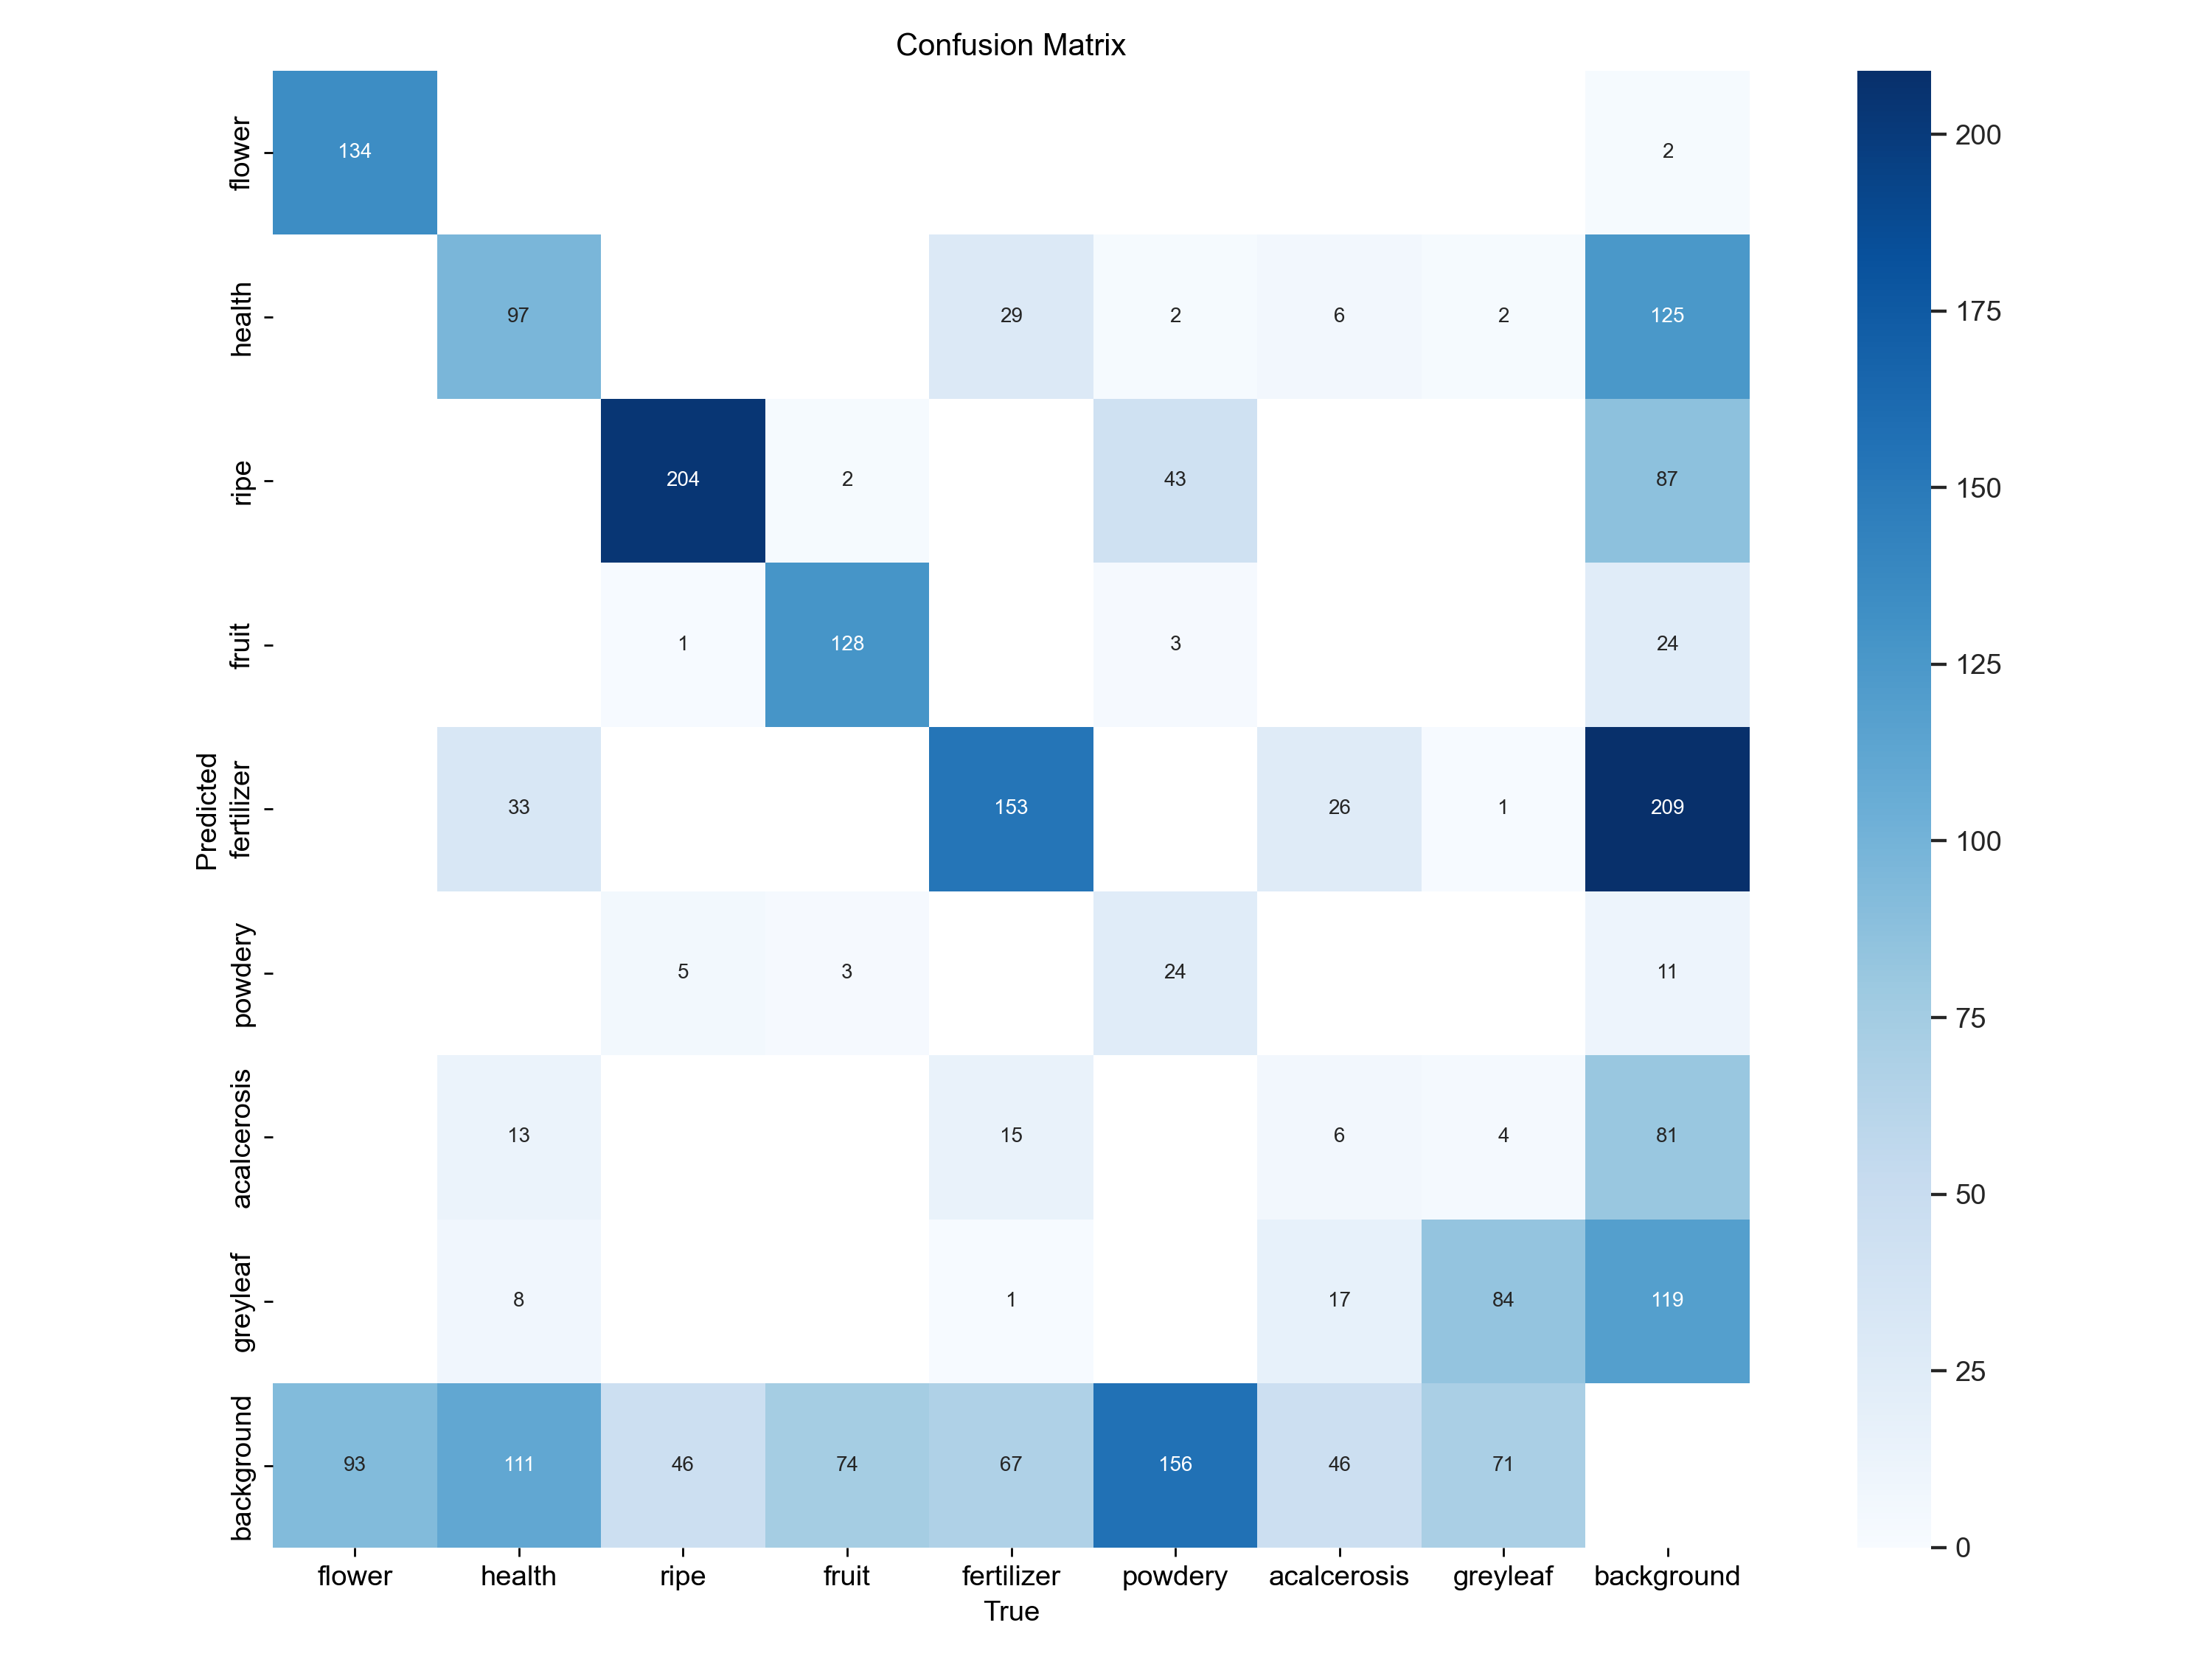 Confusion Matrix
flower 134 2
health 97 29 2 6 2 125
ripe 204 2 43 87
fruit 1 128 3 24
Predicted
fertilizer 33 153 26 1 209
powdery 5 3 24 11
acalcerosis 13 15 6 4 81
greyleaf 8 1 17 84 119
background 93 111 46 74 67 156 46 71
flower health ripe fruit fertilizer powdery acalcerosis greyleaf background
True
200
175
150
125
100
75
50
25
0